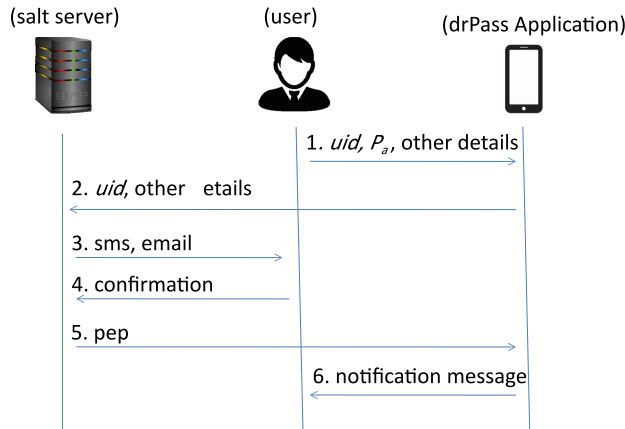 (salt server)
(user)
(drPass Application)
1. uid, Pa, other details
2. uid, other etails
3. sms, email
4. confirmation
5. pep
6. notification message